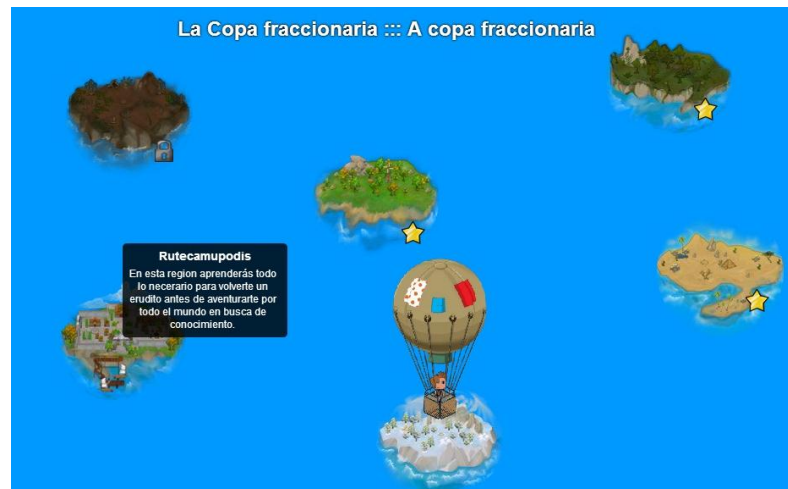 La Copa fraccionaria ::: A copa fraccionaria
Rutecamupodis
En esta region aprenderás todo
lo necerario para volverte un
erudito antes de aventurarte por
todo el mundo en busca de
conocimiento.